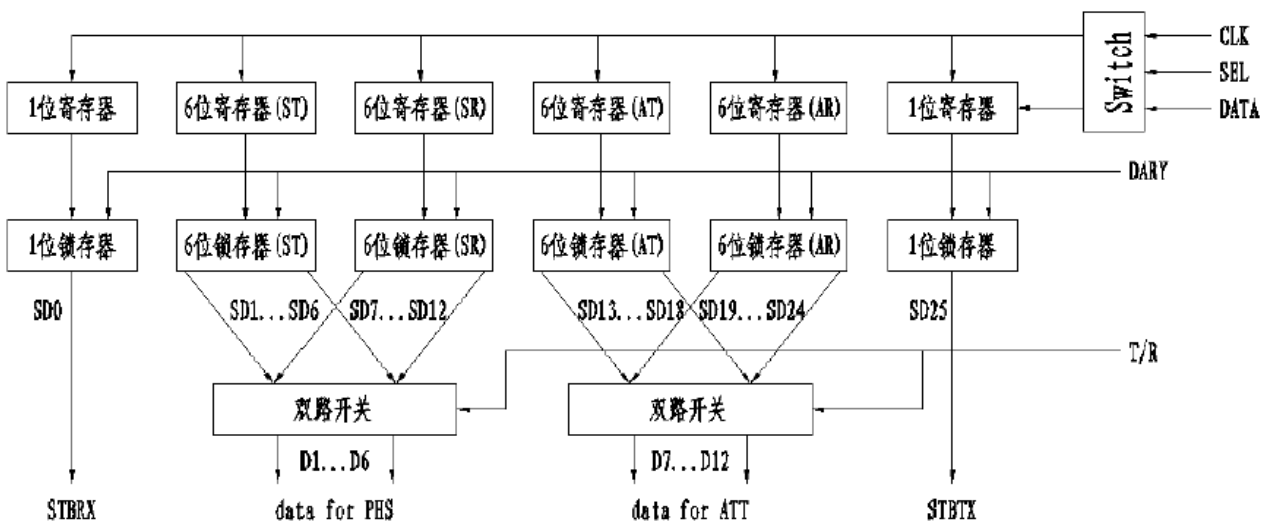 CLK
SEL
DATA
Switch
1位寄存器 6位寄存器(ST) 6位寄存器(SR) 6位寄存器(AT) 6位寄存器(AR) 1位寄存器
DARY
1位锁存器 6位锁存器(ST) 6位锁存器(SR) 6位锁存器(AT) 6位锁存器(AR) 1位锁存器
SD0 SD1...SD6 SD7...SD12 SD13...SD18 SD19...SD24 SD25
T/R
双路开关 双路开关
D1...D6 D7...D12
STBRX data for PHS data for ATT STBTX